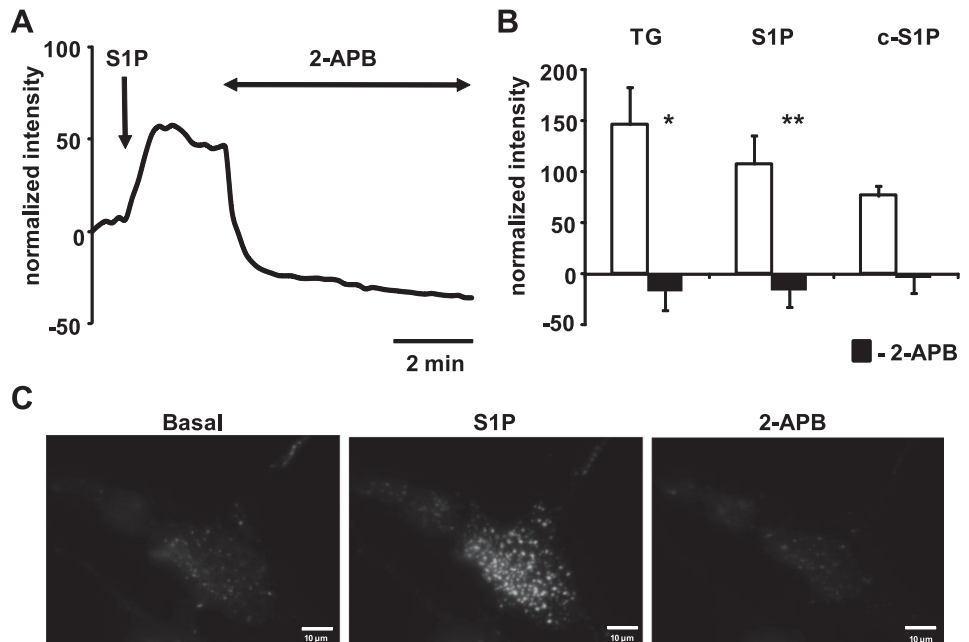 A
100
50
0
-50
normalized intensity
S1P
2-APB
2 min
B
TG S1P c-S1P
200
150
100
50
0
-50
normalized intensity
* **
- 2-APB
C
Basal S1P 2-APB
10 µm 10 µm 10 µm